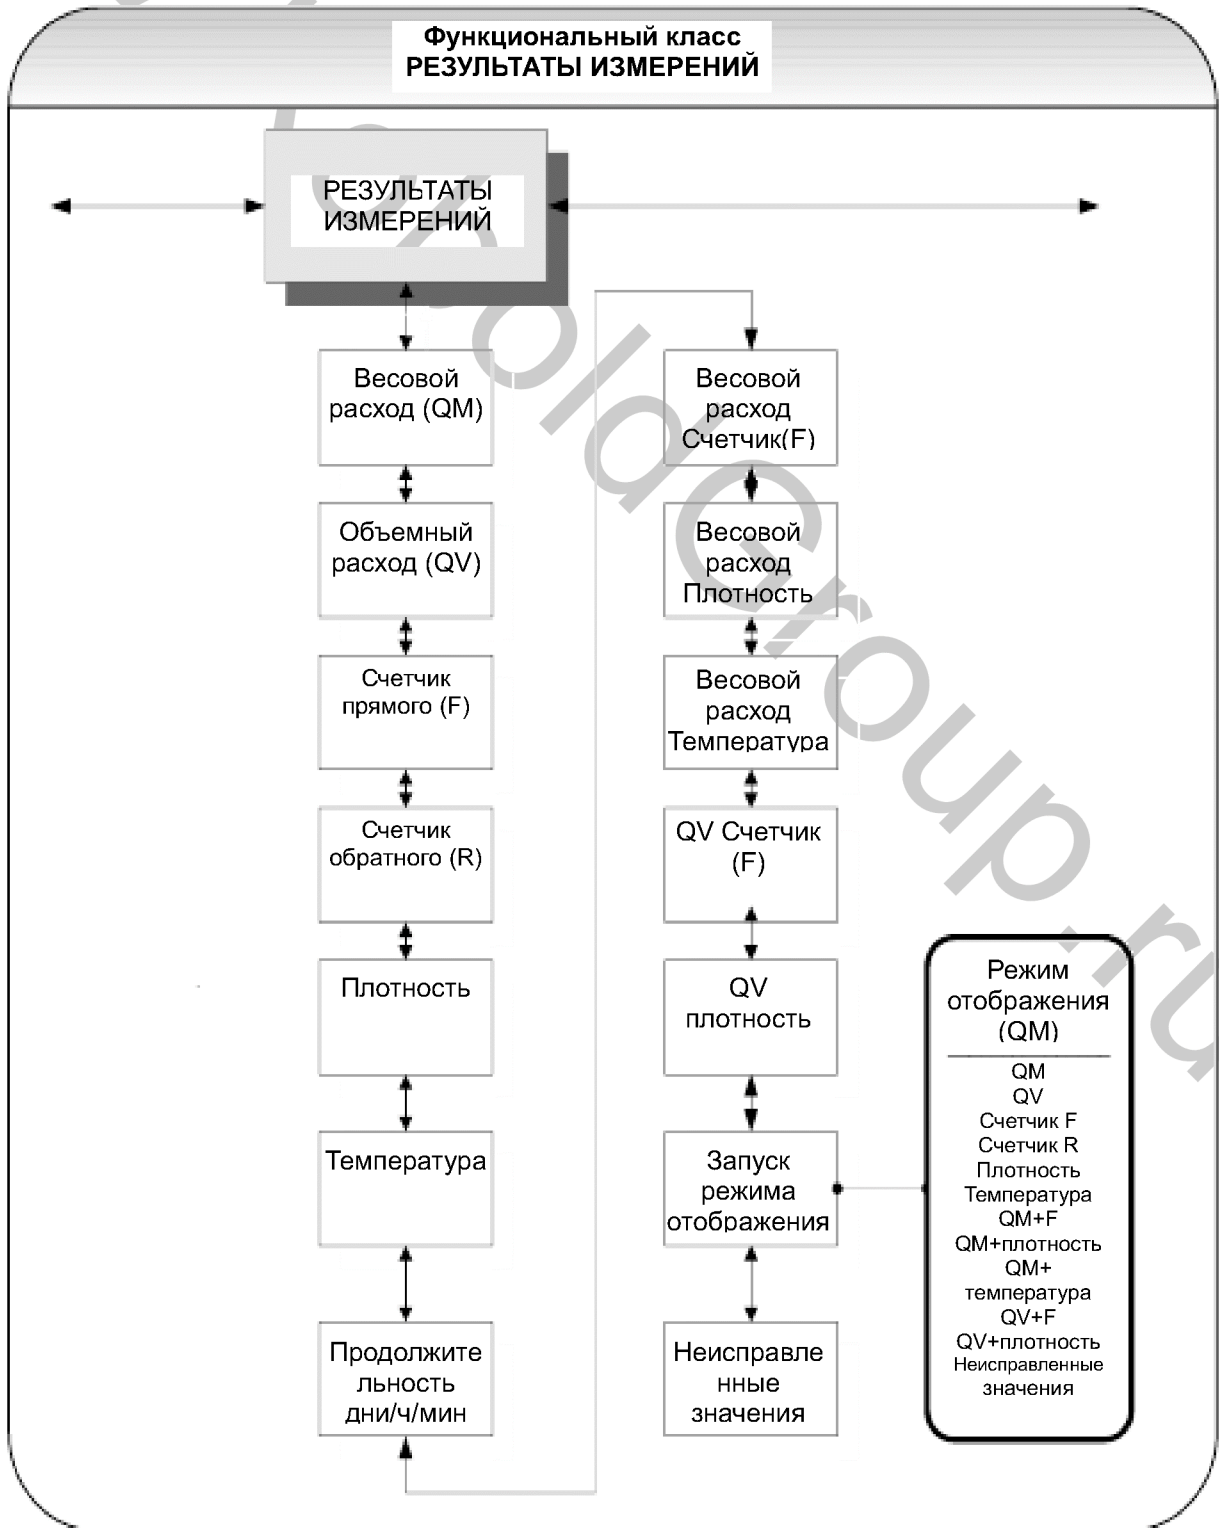 Функциональный класс
РЕЗУЛЬТАТЫ ИЗМЕРЕНИЙ
РЕЗУЛЬТАТЫ
ИЗМЕРЕНИЙ
Весовой
расход (QM)
Объемный
расход (QV)
Счетчик
прямого (F)
Счетчик
обратного (R)
Плотность
Температура
Продолжите
льность
дни/ч/мин
Весовой
расход
Счетчик(F)
Весовой
расход
Плотность
Весовой
расход
Температура
QV Счетчик
(F)
QV
плотность
Запуск
режима
отображения
Неисправле
нные
значения
Режим
отображения
(QM)
QM
QV
Счетчик F
Счетчик R
Плотность
Температура
QM+F
QM+плотность
QM+
температура
QV+F
QV+плотность
Неисправленные
значения